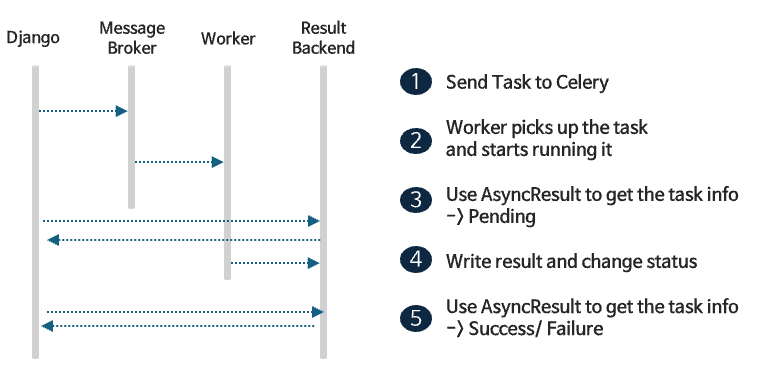 Django
Message
Broker
Worker
Result
Backend
1 Send Task to Celery
2 Worker picks up the task
and starts running it
3 Use AsyncResult to get the task info
-> Pending
4 Write result and change status
5 Use AsyncResult to get the task info
-> Success/ Failure